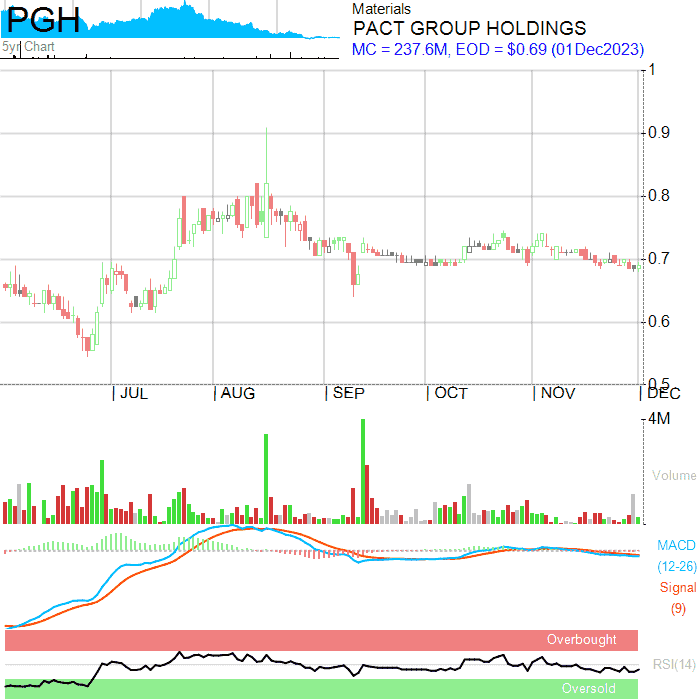 PGH
5yr Chart
Materials
PACT GROUP HOLDINGS
MC = 237.6M, EOD = $0.69 (01Dec2023)
1
0.9
0.8
0.7
0.6
0.5
JUL AUG SEP OCT NOV DEC
4M
Volume
MACD
(12-26)
Signal
(9)
Overbought
RSI(14)
Oversold